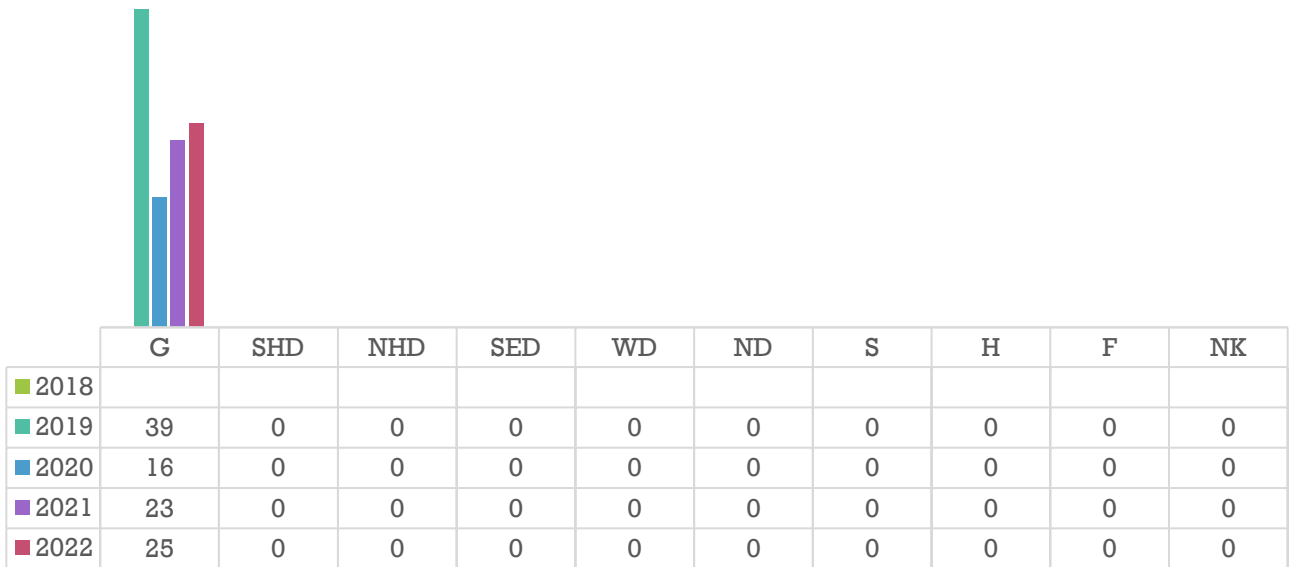 G SHD NHD SED WD ND S H F NK
2018
2019 39 0 0 0 0 0 0 0 0 0
2020 16 0 0 0 0 0 0 0 0 0
2021 23 0 0 0 0 0 0 0 0 0
2022 25 0 0 0 0 0 0 0 0 0